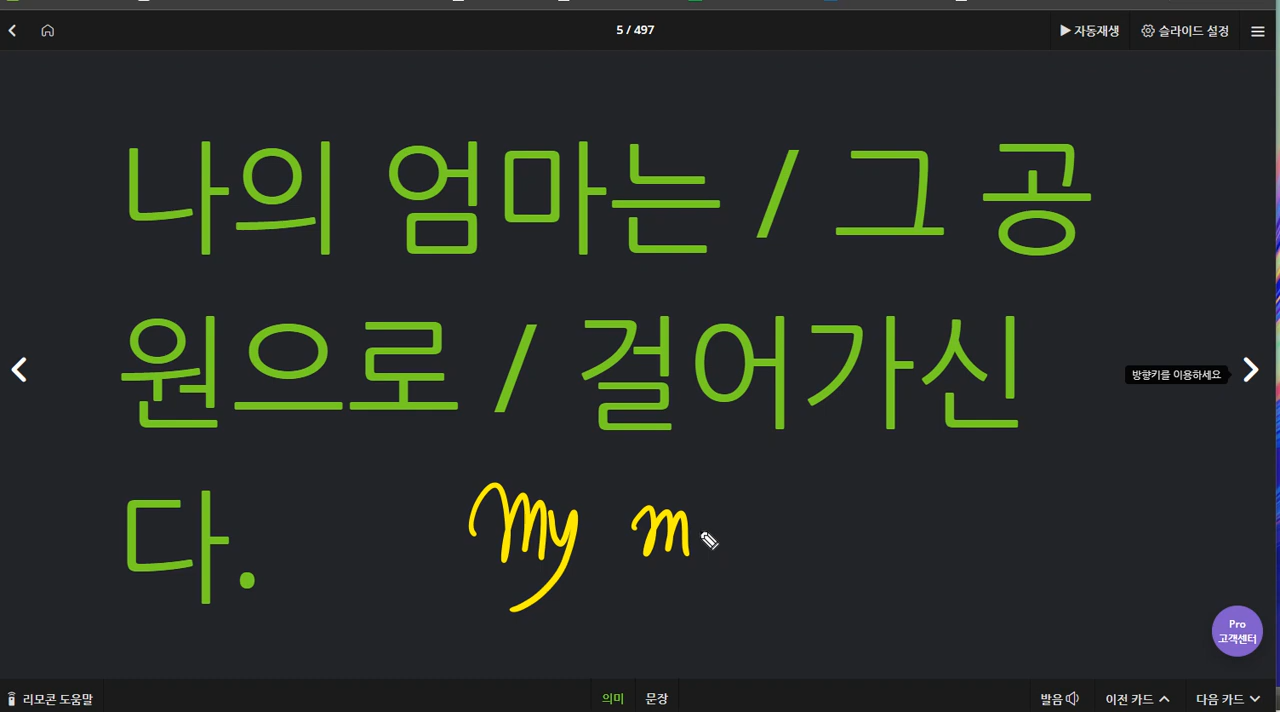 5 / 497
자동재생
슬라이드 설정
나의 엄마는 / 그 공
원으로 / 걸어가신
다.
방향키를 이용하세요
My m
Pro
고객센터
리모콘 도움말
의미
문장
발음
이전 카드
다음 카드